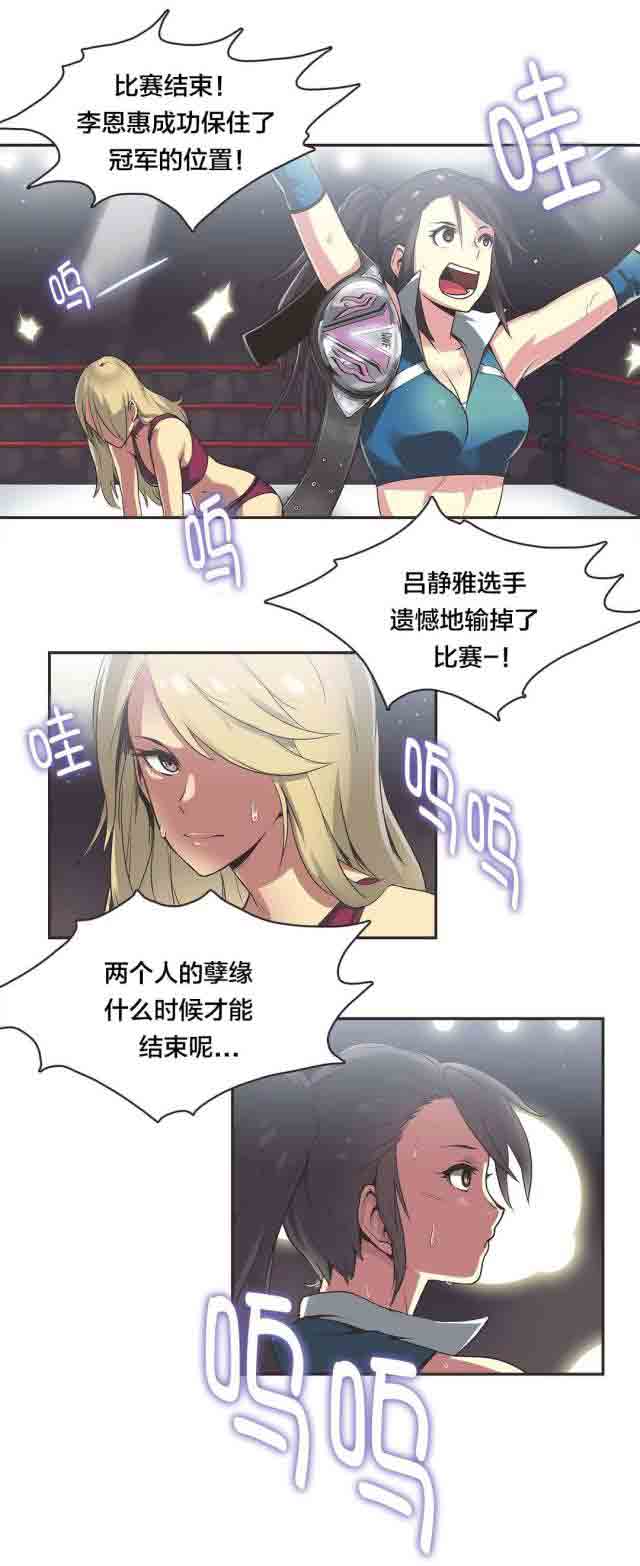 比赛结束!
李恩惠成功保住了
冠军的位置!
哇
呜
呜
吕静雅选手
遗憾地输掉了
比赛-!
哇
呜呜
两个人的孽缘
什么时候才能
结束呢...
呜呜